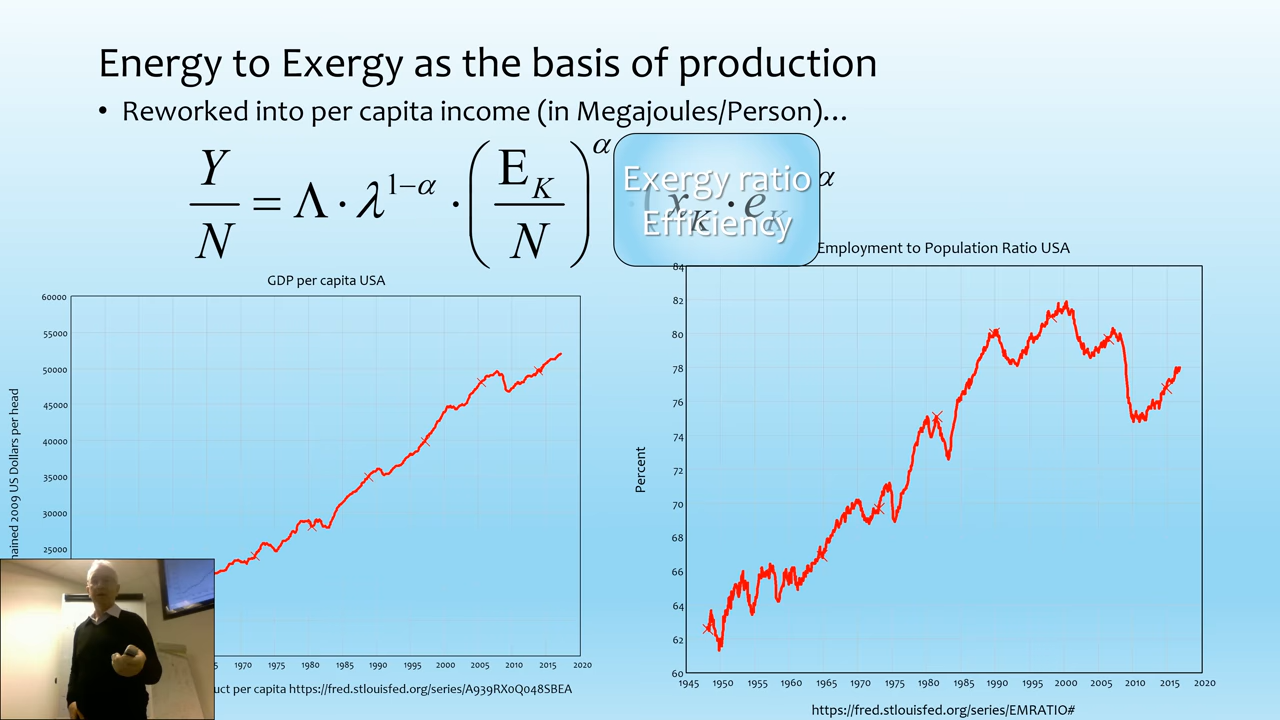 Energy to Exergy as the basis of production
• Reworked into per capita income (in Megajoules/Person)…
Y/N = Λ · λ^{1−α} · (E_K/N)^α · (x_K · e_K)^α
Exergy ratio
Efficiency
GDP per capita USA
60000
55000
50000
45000
40000
35000
30000
25000
1970 1975 1980 1985 1990 1995 2000 2005 2010 2015 2020
2009 US Dollars per head
per capita https://fred.stlouisfed.org/series/A939RX0Q048SBEA
Employment to Population Ratio USA
84
82
80
78
76
74
72
70
68
66
64
62
60
Percent
1945 1950 1955 1960 1965 1970 1975 1980 1985 1990 1995 2000 2005 2010 2015 2020
https://fred.stlouisfed.org/series/EMRATIO#